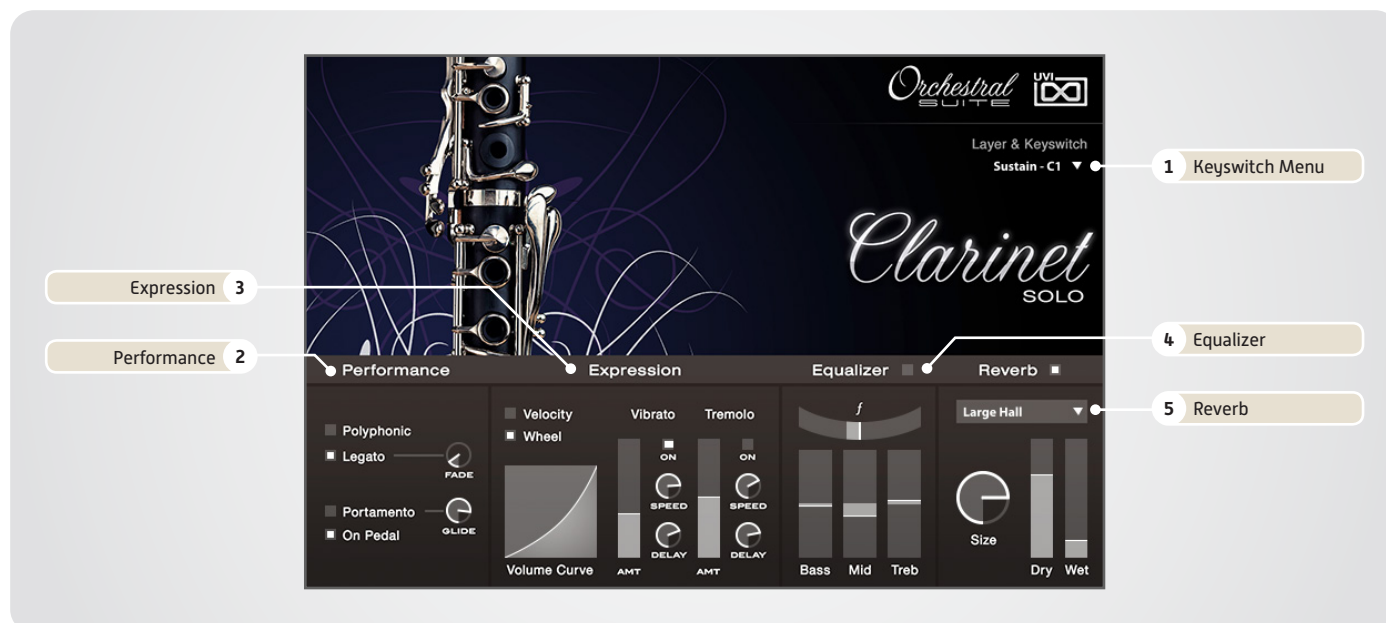 Orchestral
SUITE
UVI
Layer & Keyswitch
Sustain - C1
1 Keyswitch Menu
Clarinet
SOLO
Expression 3
Performance 2
4 Equalizer
5 Reverb
Performance
Polyphonic
Legato
FADE
Portamento
On Pedal
GLIDE
Expression
Velocity
Wheel
Volume Curve
Vibrato
ON
SPEED
DELAY
AMT
Tremolo
ON
SPEED
DELAY
AMT
Equalizer
f
Bass Mid Treb
Reverb
Large Hall
Size
Dry Wet